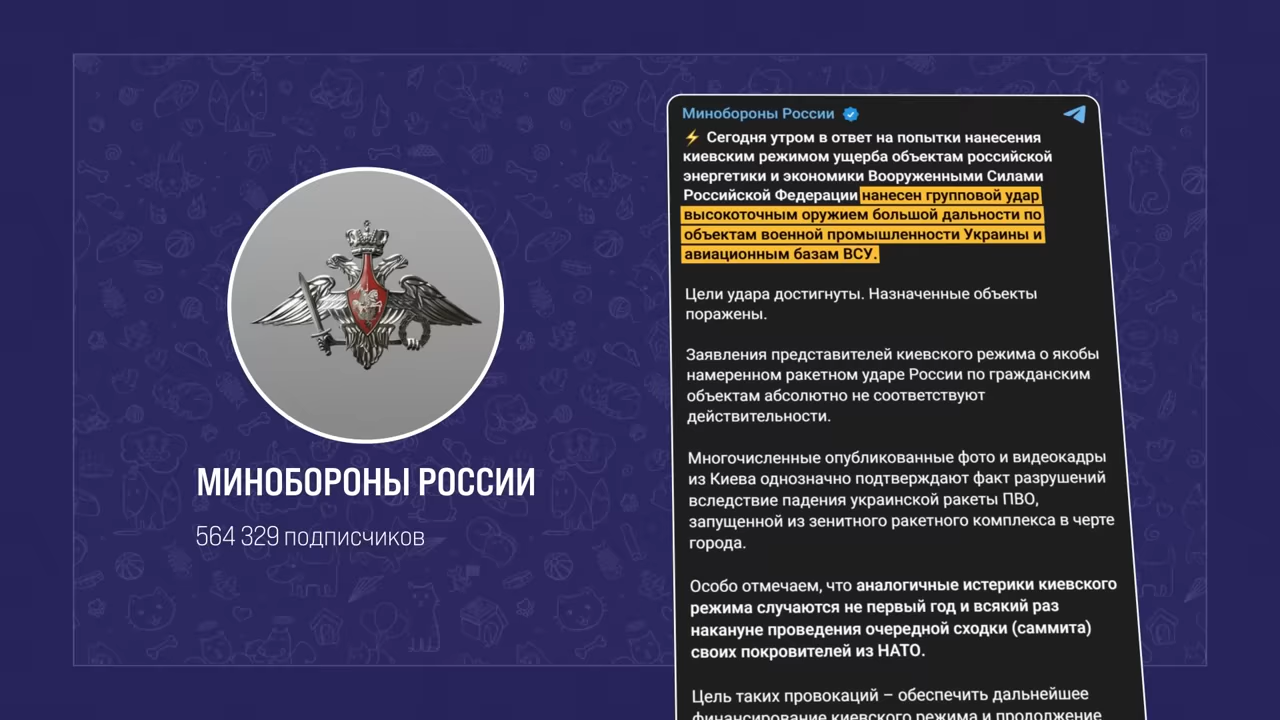 МИНОБОРОНЫ РОССИИ
564 329 подписчиков
Минобороны России
⚡ Сегодня утром в ответ на попытки нанесения
киевским режимом ущерба объектам российской
энергетики и экономики Вооруженными Силами
Российской Федерации нанесен групповой удар
высокоточным оружием большой дальности по
объектам военной промышленности Украины и
авиационным базам ВСУ.
Цели удара достигнуты. Назначенные объекты
поражены.
Заявления представителей киевского режима о якобы
намеренном ракетном ударе России по гражданским
объектам абсолютно не соответствуют
действительности.
Многочисленные опубликованные фото и видеокадры
из Киева однозначно подтверждают факт разрушений
вследствие падения украинской ракеты ПВО,
запущенной из зенитного ракетного комплекса в черте
города.
Особо отмечаем, что аналогичные истерики киевского
режима случаются не первый год и всякий раз
накануне проведения очередной сходки (саммита)
своих покровителей из НАТО.
Цель таких провокаций – обеспечить дальнейшее
финансирование киевского режима и продолжение